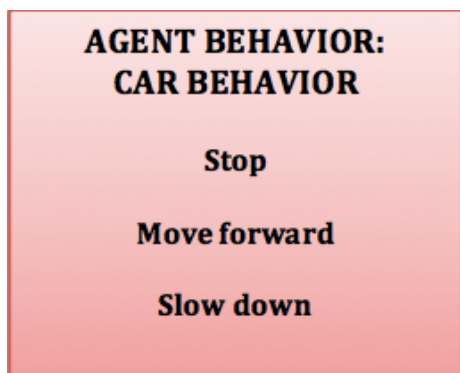 AGENT BEHAVIOR:
CAR BEHAVIOR
Stop
Move forward
Slow down